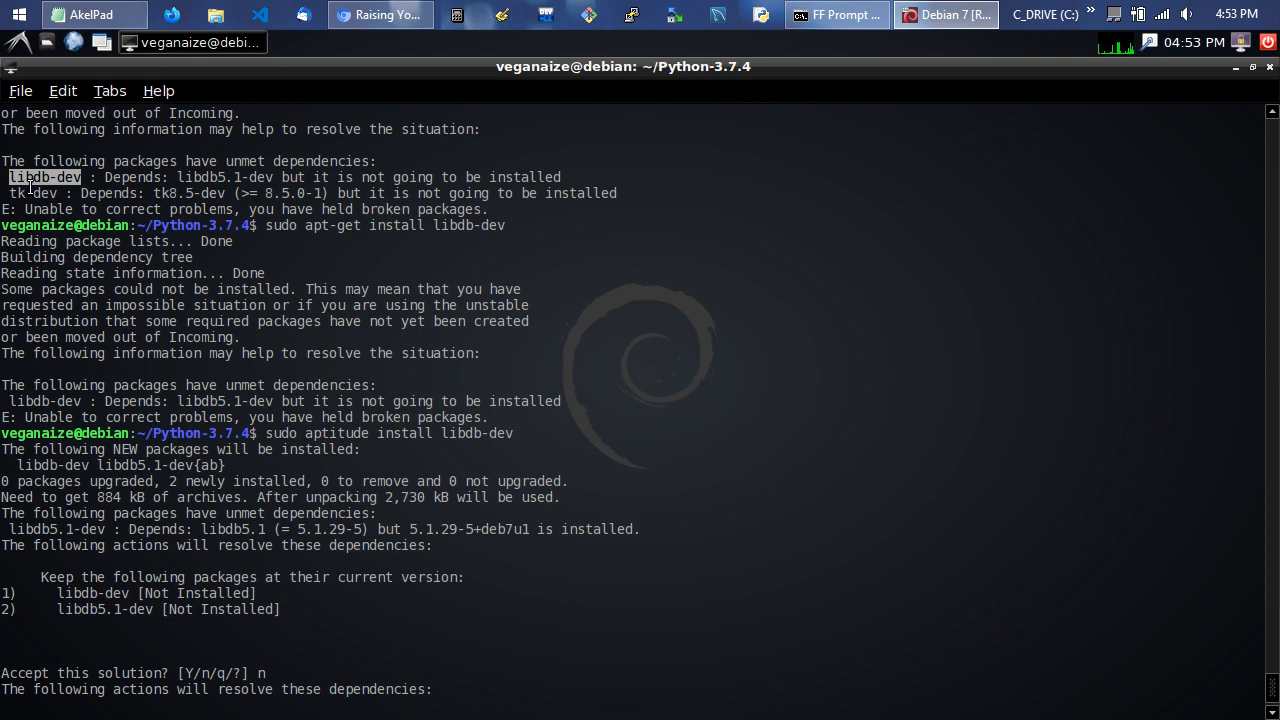 AkelPad
Raising Yo...
FF Prompt ...
Debian 7 [R...
C_DRIVE (C:)
4:53 PM
veganaize@debi...
04:53 PM
veganaize@debian: ~/Python-3.7.4
File Edit Tabs Help
or been moved out of Incoming.
The following information may help to resolve the situation:
The following packages have unmet dependencies:
libdb-dev : Depends: libdb5.1-dev but it is not going to be installed
tk-dev : Depends: tk8.5-dev (>= 8.5.0-1) but it is not going to be installed
E: Unable to correct problems, you have held broken packages.
veganaize@debian:~/Python-3.7.4$ sudo apt-get install libdb-dev
Reading package lists... Done
Building dependency tree
Reading state information... Done
Some packages could not be installed. This may mean that you have
requested an impossible situation or if you are using the unstable
distribution that some required packages have not yet been created
or been moved out of Incoming.
The following information may help to resolve the situation:
The following packages have unmet dependencies:
libdb-dev : Depends: libdb5.1-dev but it is not going to be installed
E: Unable to correct problems, you have held broken packages.
veganaize@debian:~/Python-3.7.4$ sudo aptitude install libdb-dev
The following NEW packages will be installed:
libdb-dev libdb5.1-dev{ab}
0 packages upgraded, 2 newly installed, 0 to remove and 0 not upgraded.
Need to get 884 kB of archives. After unpacking 2,730 kB will be used.
The following packages have unmet dependencies:
libdb5.1-dev : Depends: libdb5.1 (= 5.1.29-5) but 5.1.29-5+deb7u1 is installed.
The following actions will resolve these dependencies:
Keep the following packages at their current version:
1) libdb-dev [Not Installed]
2) libdb5.1-dev [Not Installed]
Accept this solution? [Y/n/q/?] n
The following actions will resolve these dependencies: